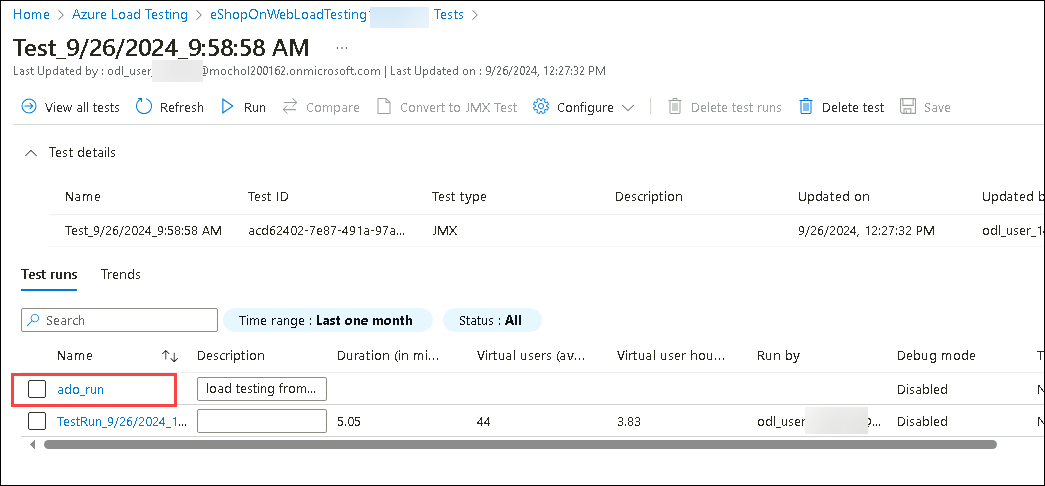 Home > Azure Load Testing > eShopOnWebLoadTesting Tests >
Test_9/26/2024_9:58:58 AM ...
Last Updated by : odl_user_ @mochol200162.onmicrosoft.com | Last Updated on : 9/26/2024, 12:27:32 PM
View all tests Refresh Run Compare Convert to JMX Test Configure Delete test runs Delete test Save
Test details
Name Test ID Test type Description Updated on Updated b
Test_9/26/2024_9:58:58 AM acd62402-7e87-491a-97a... JMX 9/26/2024, 12:27:32 PM odl_user_1
Test runs Trends
Search Time range : Last one month Status : All
Name Description Duration (in mi... Virtual users (av... Virtual user hou... Run by Debug mode T
ado_run load testing from... Disabled N
TestRun_9/26/2024_1... 5.05 44 3.83 odl_user ... Disabled N